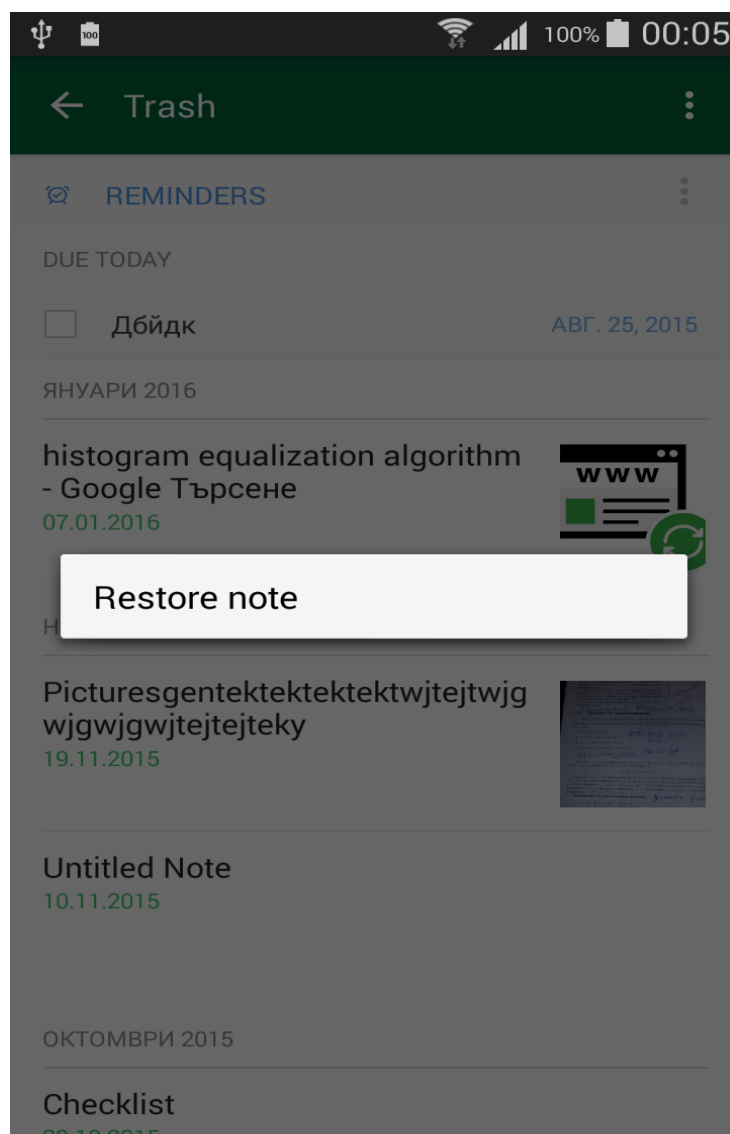 100
100% 00:05
Trash
REMINDERS
DUE TODAY
Дбйдк АВГ. 25, 2015
ЯНУАРИ 2016
histogram equalization algorithm
- Google Търсене
07.01.2016
WWW
Restore note
Picturesgentektektektektwjtejtwjg
wjgwjgwjtejtejteky
19.11.2015
Untitled Note
10.11.2015
ОКТОМВРИ 2015
Checklist